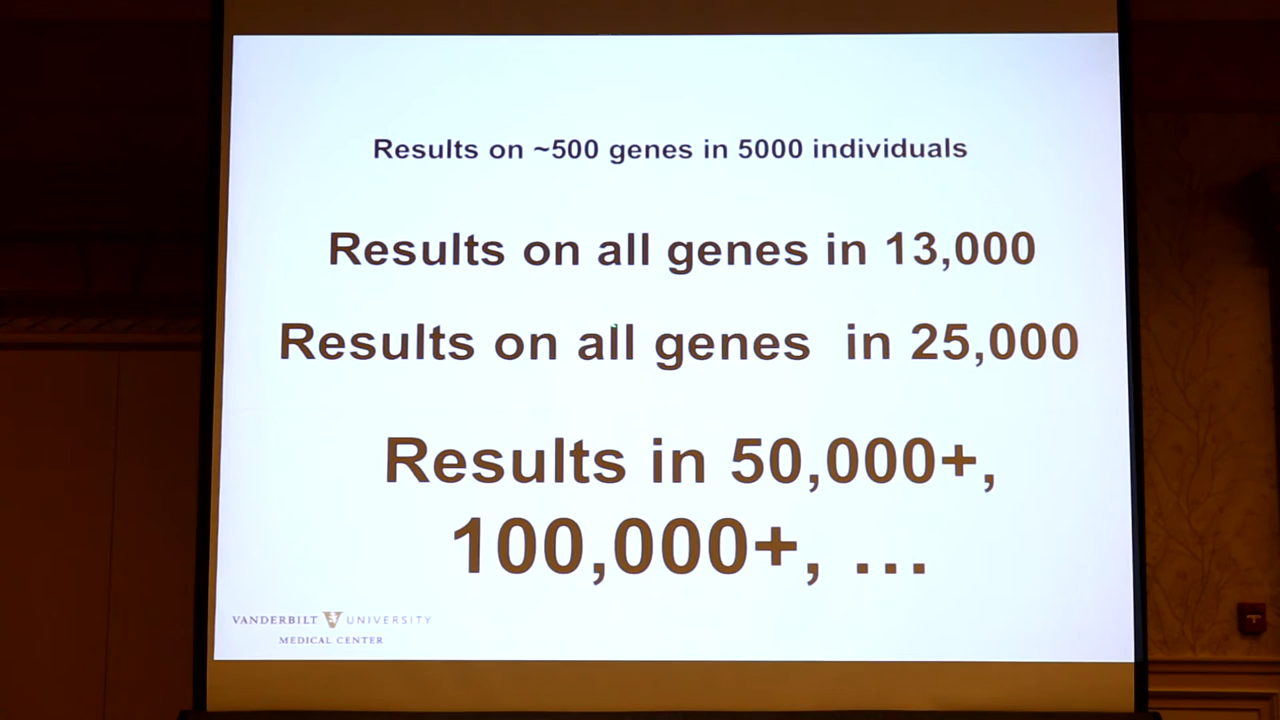 Results on ~500 genes in 5000 individuals
Results on all genes in 13,000
Results on all genes  in 25,000
Results in 50,000+,
100,000+, …
VANDERBILT V UNIVERSITY
MEDICAL CENTER